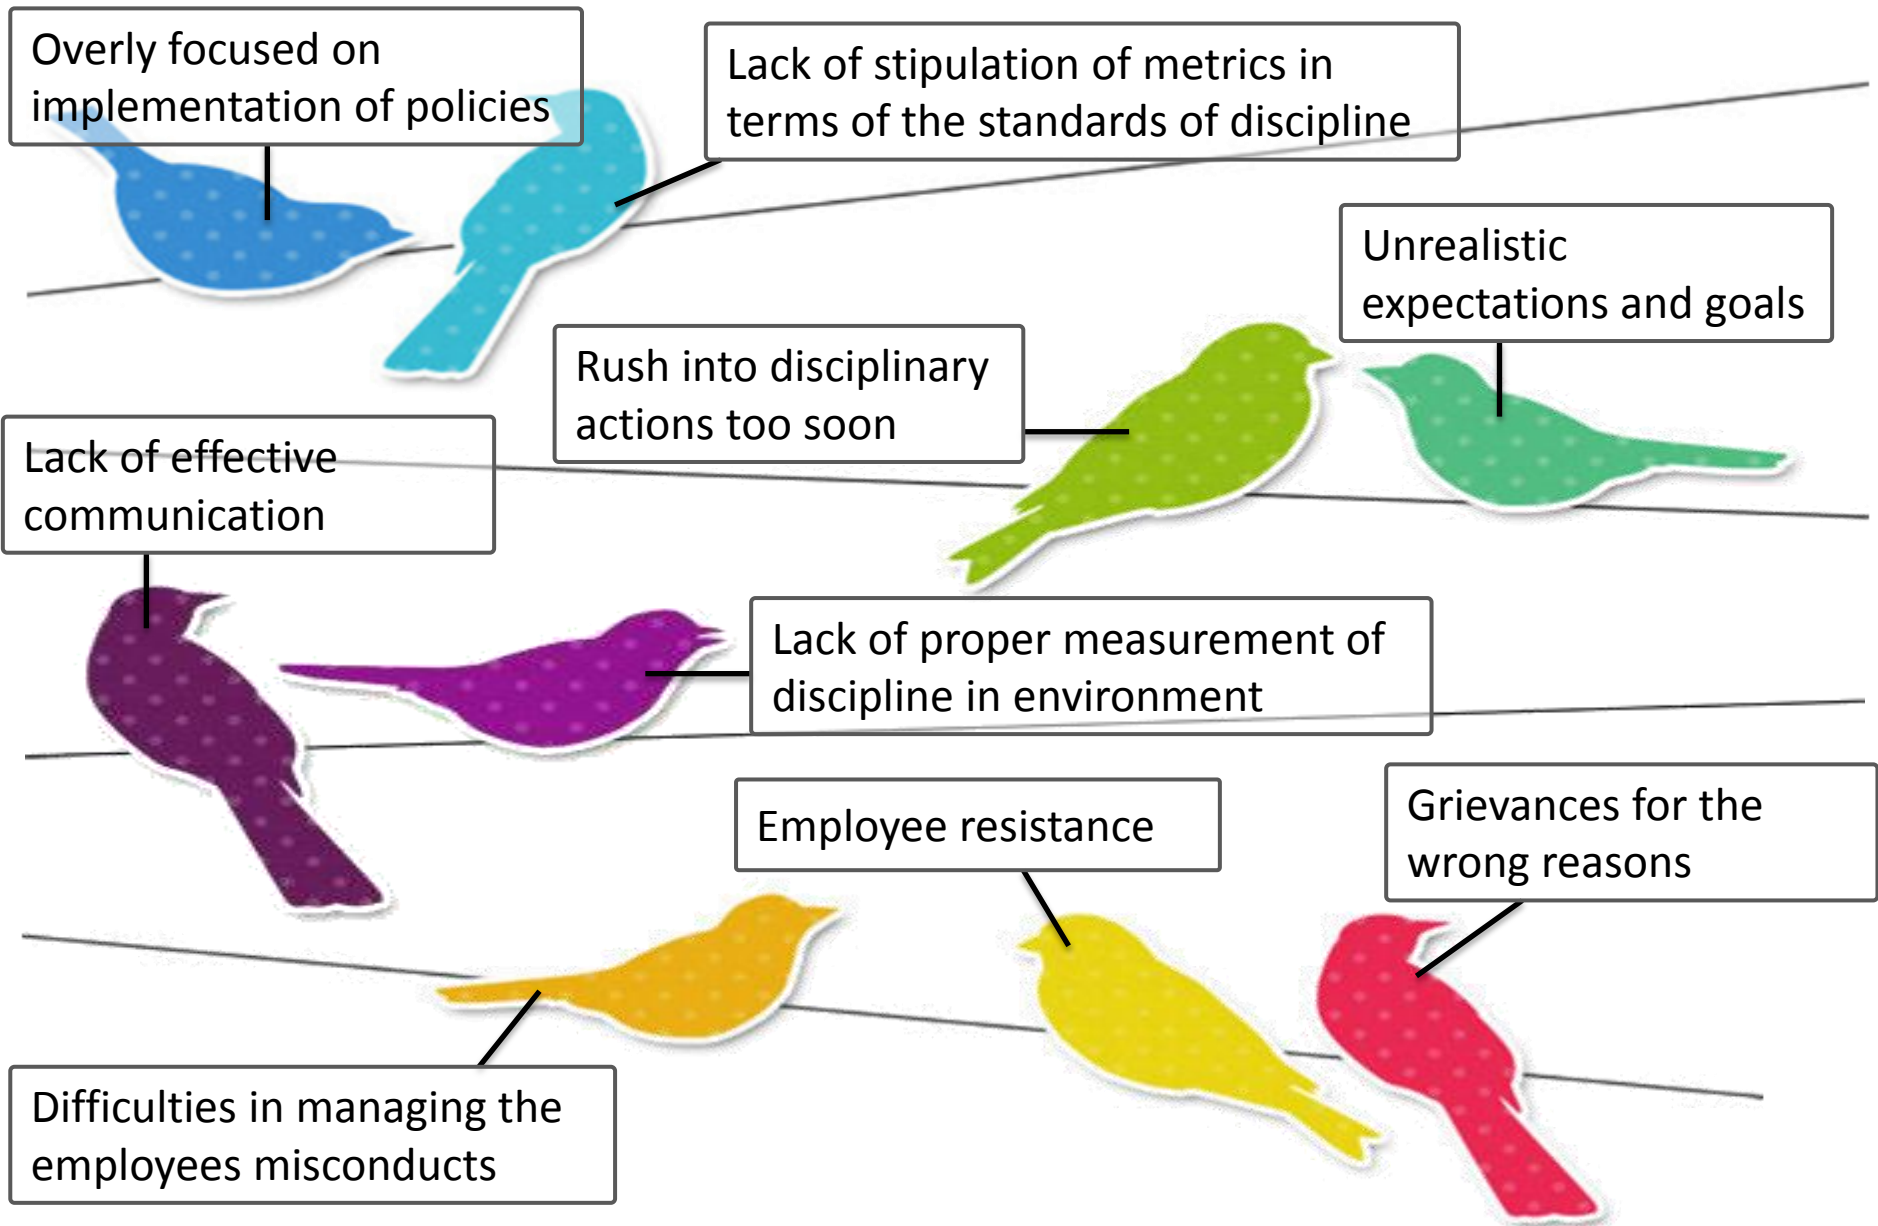 Overly focused on
implementation of policies
Lack of stipulation of metrics in
terms of the standards of discipline
Unrealistic
expectations and goals
Rush into disciplinary
actions too soon
Lack of effective
communication
Lack of proper measurement of
discipline in environment
Employee resistance
Grievances for the
wrong reasons
Difficulties in managing the
employees misconducts